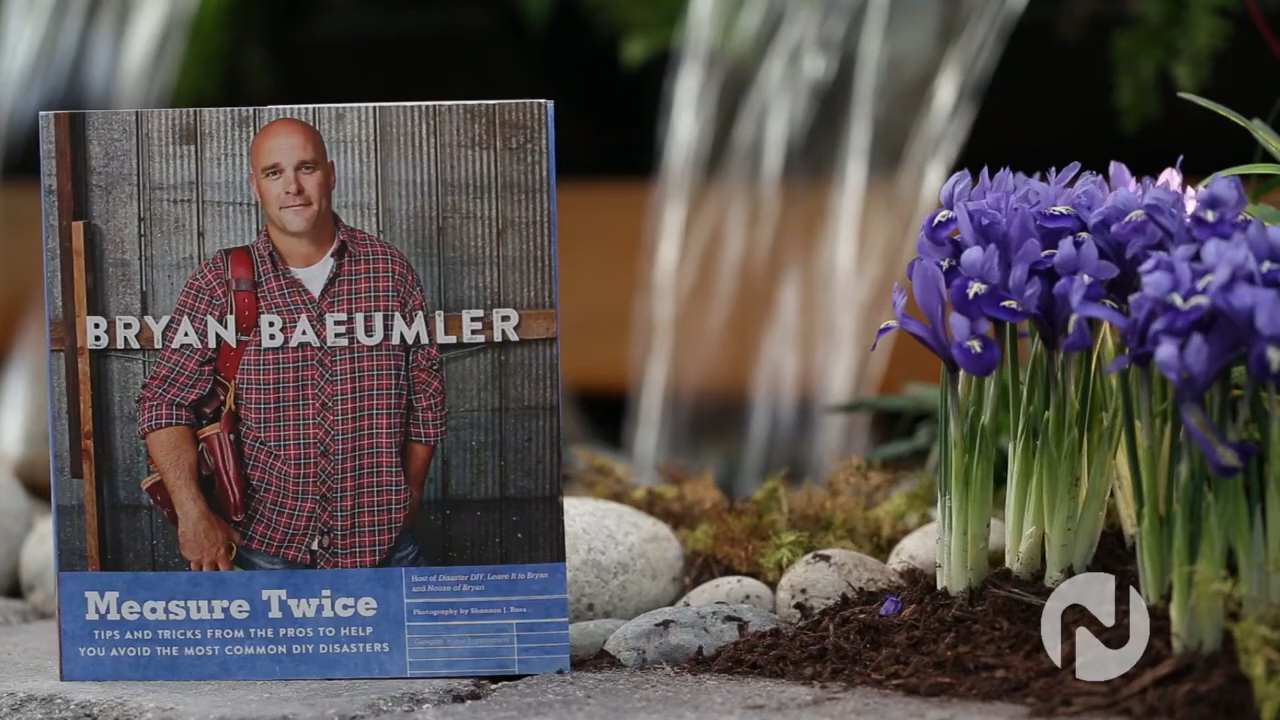 BRYAN BAEUMLER
Measure Twice
TIPS AND TRICKS FROM THE PROS TO HELP
YOU AVOID THE MOST COMMON DIY DISASTERS
Host of Disaster DIY, Leave It to Bryan
and House of Bryan
Photography by Shannon J. Ross